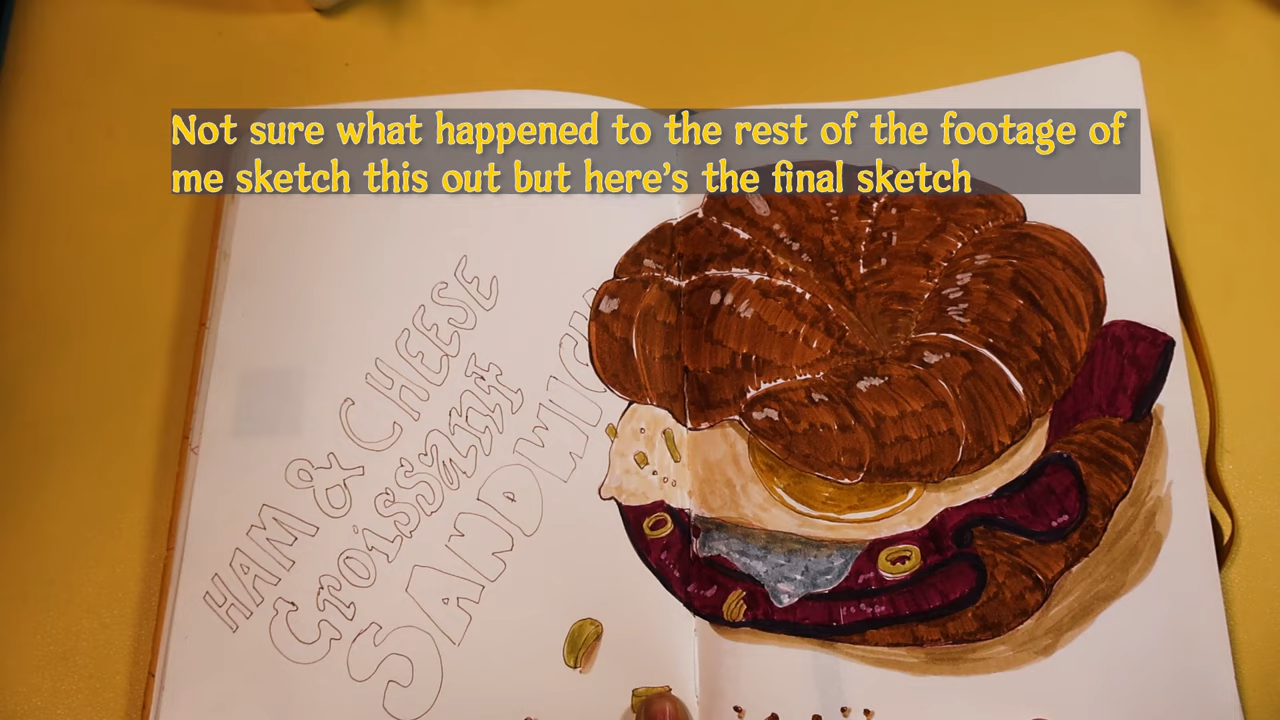 Not sure what happened to the rest of the footage of
me sketch this out but here's the final sketch
HAM & CHEESE
Croissant
SANDWICH